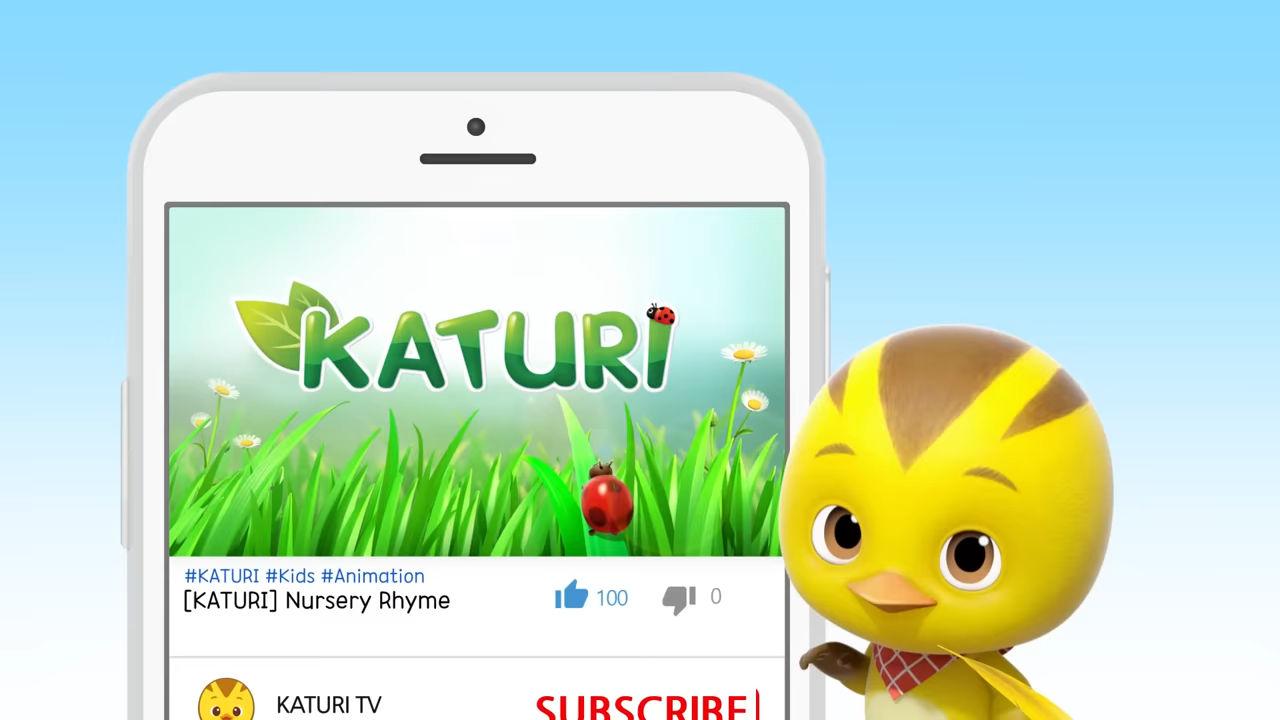 KATURI
#KATURI #Kids #Animation
[KATURI] Nursery Rhyme
100
0
KATURI TV
SUBSCRIBE